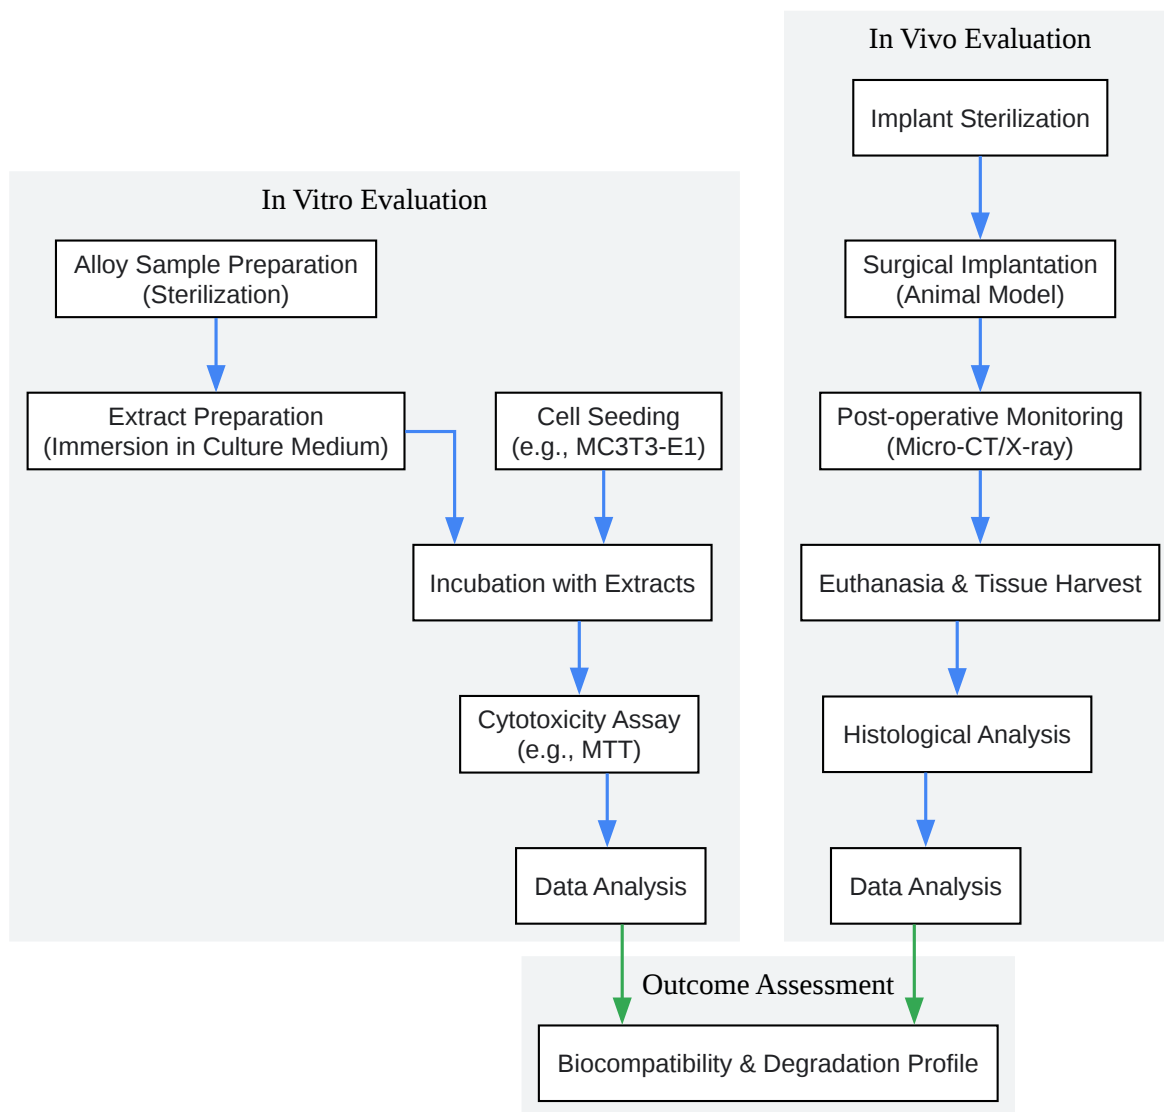 In Vitro Evaluation
Alloy Sample Preparation
(Sterilization)
Extract Preparation
(Immersion in Culture Medium)
Cell Seeding
(e.g., MC3T3-E1)
Incubation with Extracts
Cytotoxicity Assay
(e.g., MTT)
Data Analysis
In Vivo Evaluation
Implant Sterilization
Surgical Implantation
(Animal Model)
Post-operative Monitoring
(Micro-CT/X-ray)
Euthanasia & Tissue Harvest
Histological Analysis
Data Analysis
Outcome Assessment
Biocompatibility & Degradation Profile